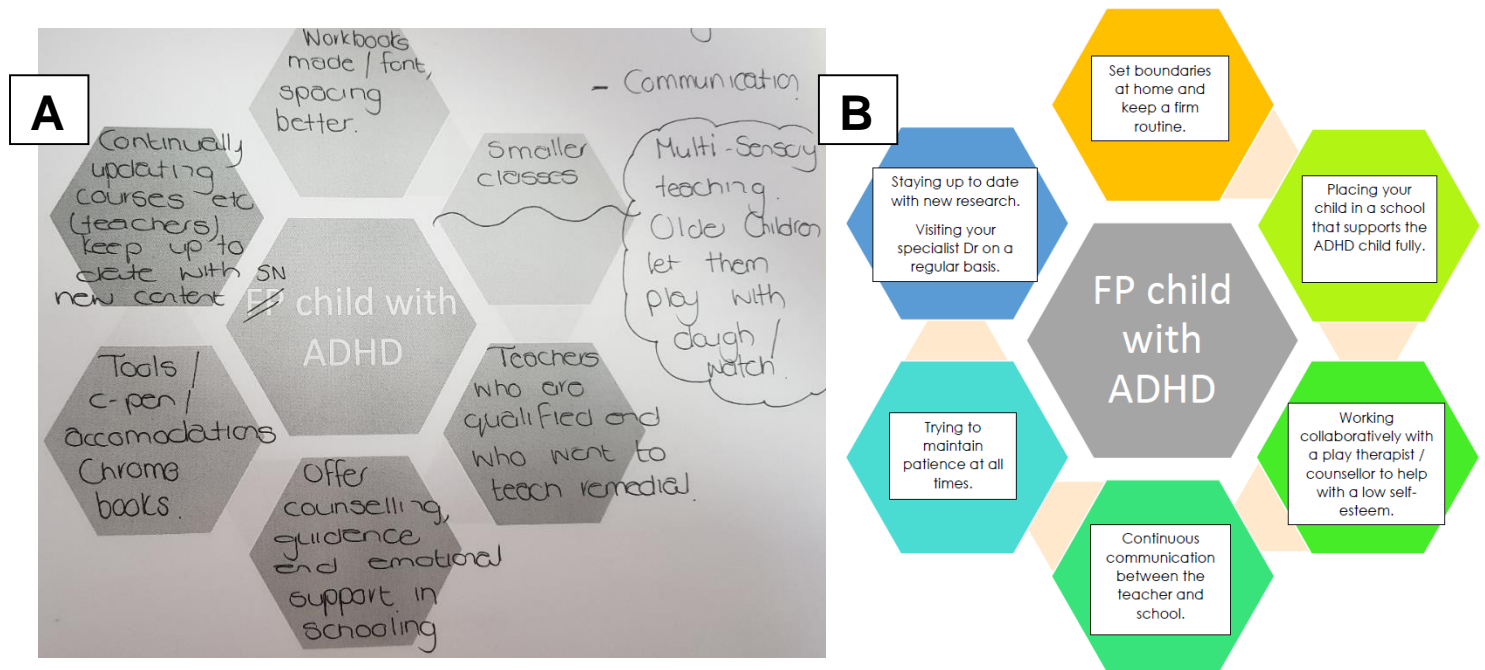 A
Workbooks
made / font,
spacing
better.
- Communication
Smaller
classes
Multi-Sensoy
teaching.
Olde Children
let them
play with
dough /
watch.
Continually
updating
courses etc
(teachers)
keep up to
date with SN
new content
FP child with
ADHD
Teachers
who are
qualified and
who want to
teach remedial.
Offer
counselling,
guidence
and emotional
support in
schooling
Tools /
c-pen /
accomodations
Chrome
books.
B
Set boundaries
at home and
keep a firm
routine.
Placing your
child in a school
that supports the
ADHD child fully.
Working
collaboratively with
a play therapist /
counsellor to help
with a low self-
esteem.
Continuous
communication
between the
teacher and
school.
Trying to
maintain
patience at all
times.
Staying up to date
with new research.
Visiting your
specialist Dr on a
regular basis.
FP child
with
ADHD